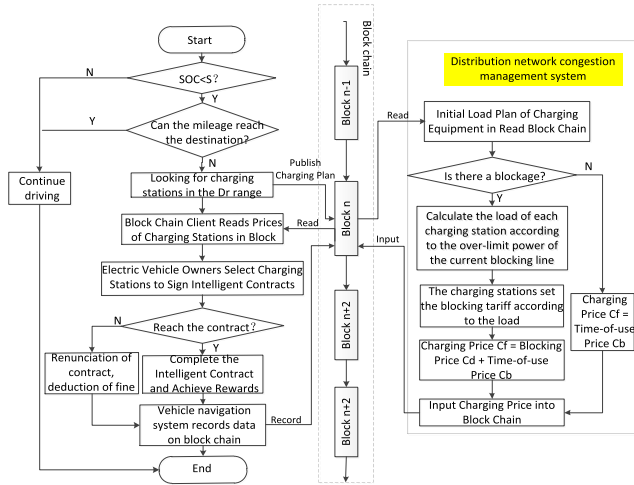 Start
N
SOC<S?
Y
Y
Can the mileage reach
the destination?
N
Continue
driving
Looking for charging
stations in the Dr range
Publish
Charging Plan
Block Chain Client Reads Prices
of Charging Stations in Block
Read
Electric Vehicle Owners Select Charging
Stations to Sign Intelligent Contracts
N
Reach the contract?
Y
Renunciation of
contract,
deduction of fine
Complete the
Intelligent Contract
and Achieve Rewards
Vehicle navigation
system records data
on block chain
Record
End
Block chain
Block n-1
Block n
Block n+2
Block n+2
Read
Input
Distribution network congestion
management system
Initial Load Plan of Charging
Equipment in Read Block Chain
N
Is there a blockage?
Y
Calculate the load of each
charging station according
to the over-limit power of
the current blocking line
The charging stations set
the blocking tariff according
to the load
Charging Price Cf = Blocking
Price Cd + Time-of-use
Price Cb
Charging
Price Cf =
Time-of-use
Price Cb
Input Charging Price into
Block Chain